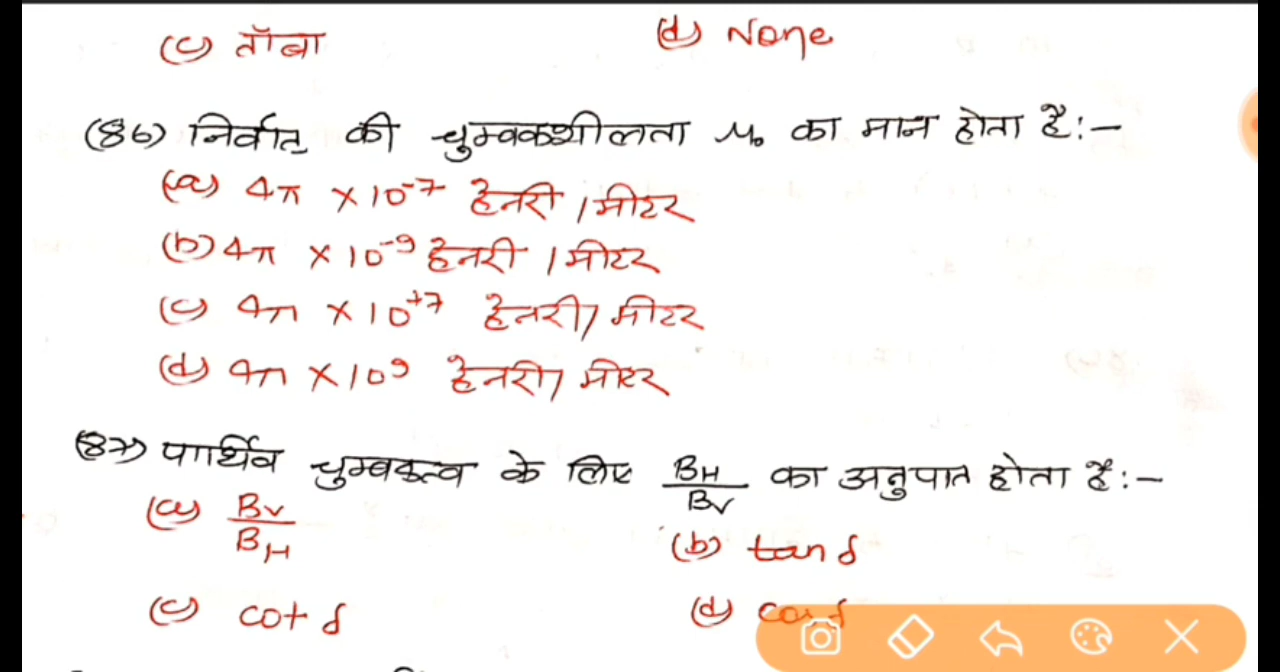 (c) ताँबा (d) None
(86) निर्वात की चुम्बकशीलता μ₀ का मान होता है:-
(a) 4π × 10⁻⁷ हेनरी / मीटर
(b) 4π × 10⁻⁹ हेनरी / मीटर
(c) 4π × 10⁺⁷ हेनरी / मीटर
(d) 4π × 10⁹ हेनरी / मीटर
(87) पार्थिव चुम्बकत्व के लिए B_H/B_V का अनुपात होता है:-
(a) B_V/B_H (b) tan δ
(c) cot δ (d)